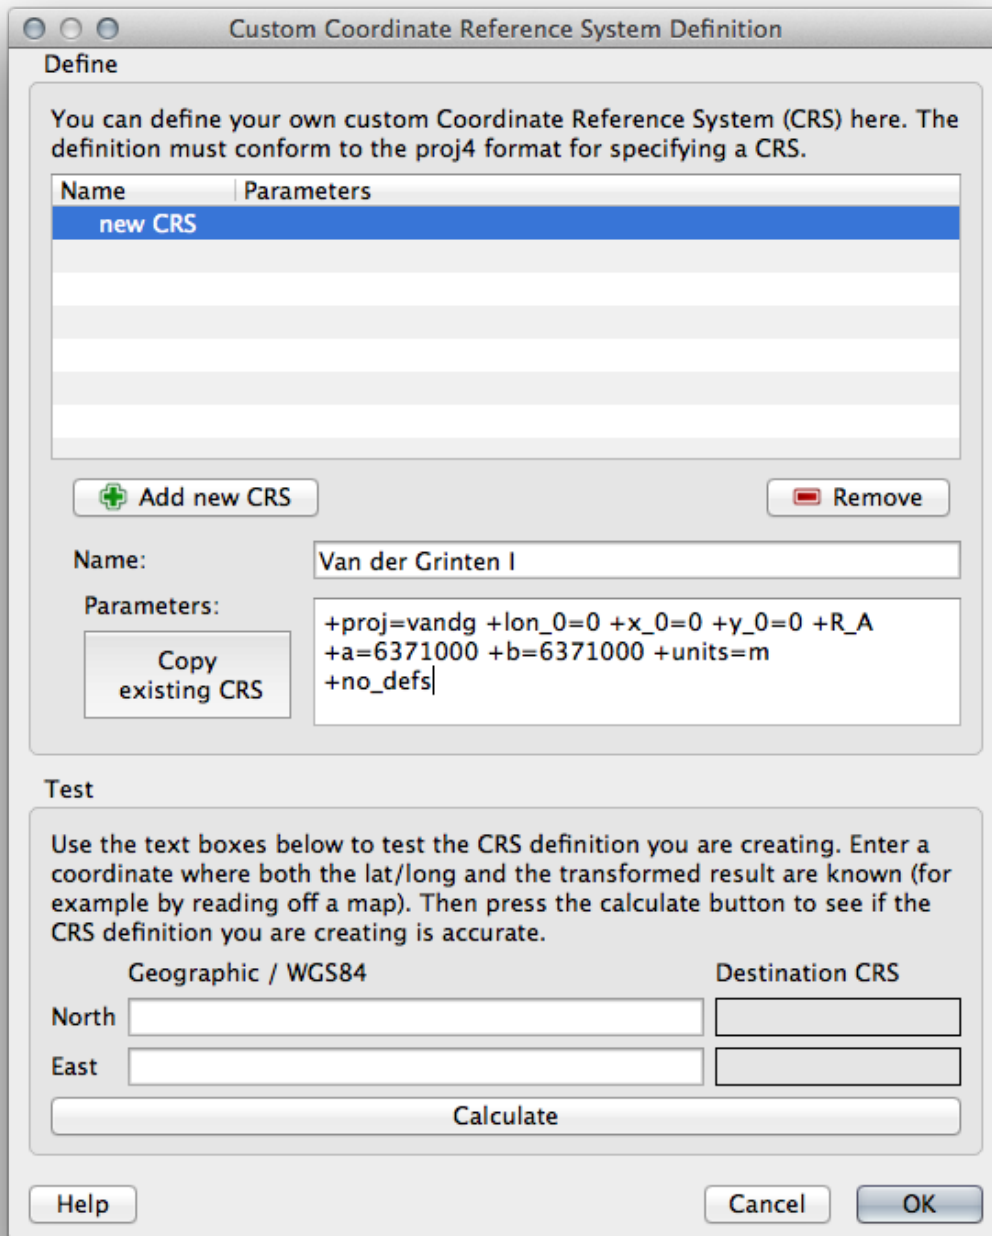 Custom Coordinate Reference System Definition
Define
You can define your own custom Coordinate Reference System (CRS) here. The
definition must conform to the proj4 format for specifying a CRS.
Name Parameters
new CRS
Add new CRS Remove
Name: Van der Grinten I
Parameters:
Copy
existing CRS
+proj=vandg +lon_0=0 +x_0=0 +y_0=0 +R_A
+a=6371000 +b=6371000 +units=m
+no_defs
Test
Use the text boxes below to test the CRS definition you are creating. Enter a
coordinate where both the lat/long and the transformed result are known (for
example by reading off a map). Then press the calculate button to see if the
CRS definition you are creating is accurate.
Geographic / WGS84 Destination CRS
North
East
Calculate
Help Cancel OK